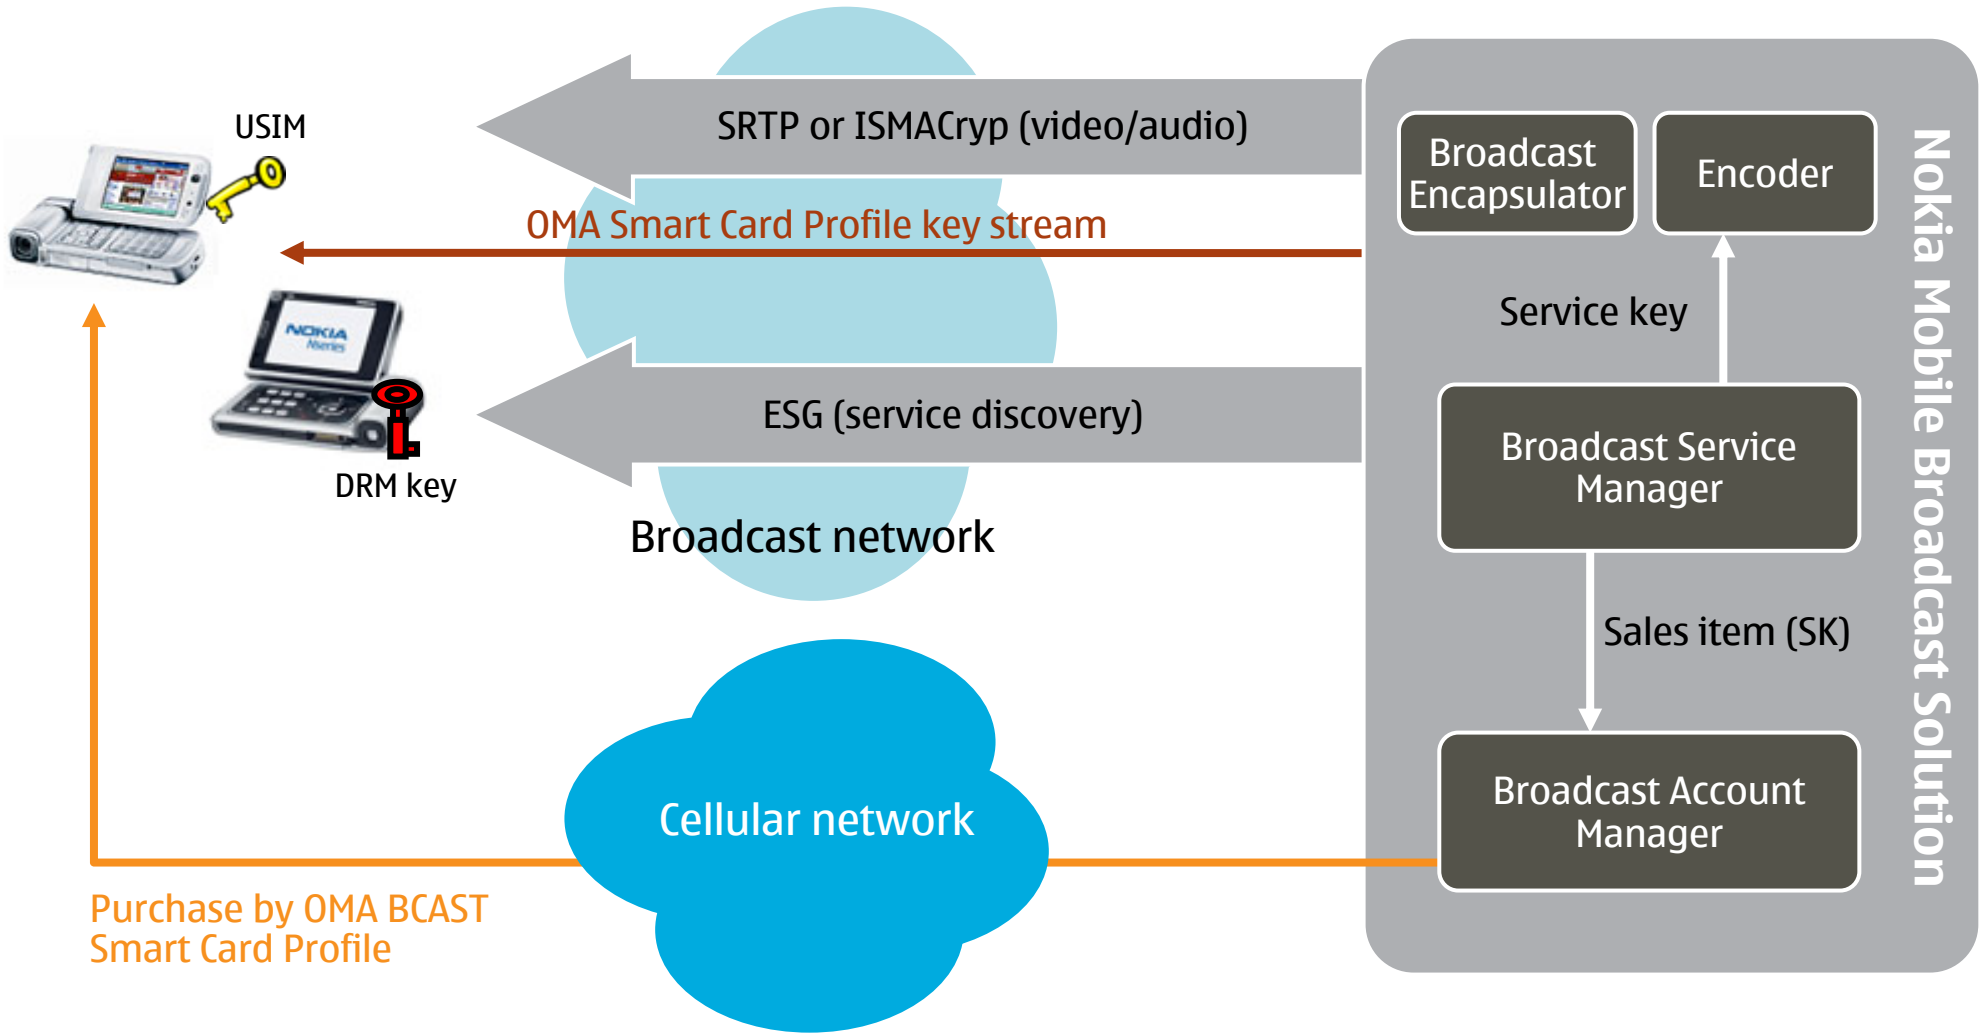 USIM
SRTP or ISMACryp (video/audio)
OMA Smart Card Profile key stream
NOKIA
Nseries
DRM key
ESG (service discovery)
Broadcast network
Cellular network
Purchase by OMA BCAST
Smart Card Profile
Broadcast
Encapsulator
Encoder
Service key
Broadcast Service
Manager
Sales item (SK)
Broadcast Account
Manager
Nokia Mobile Broadcast Solution